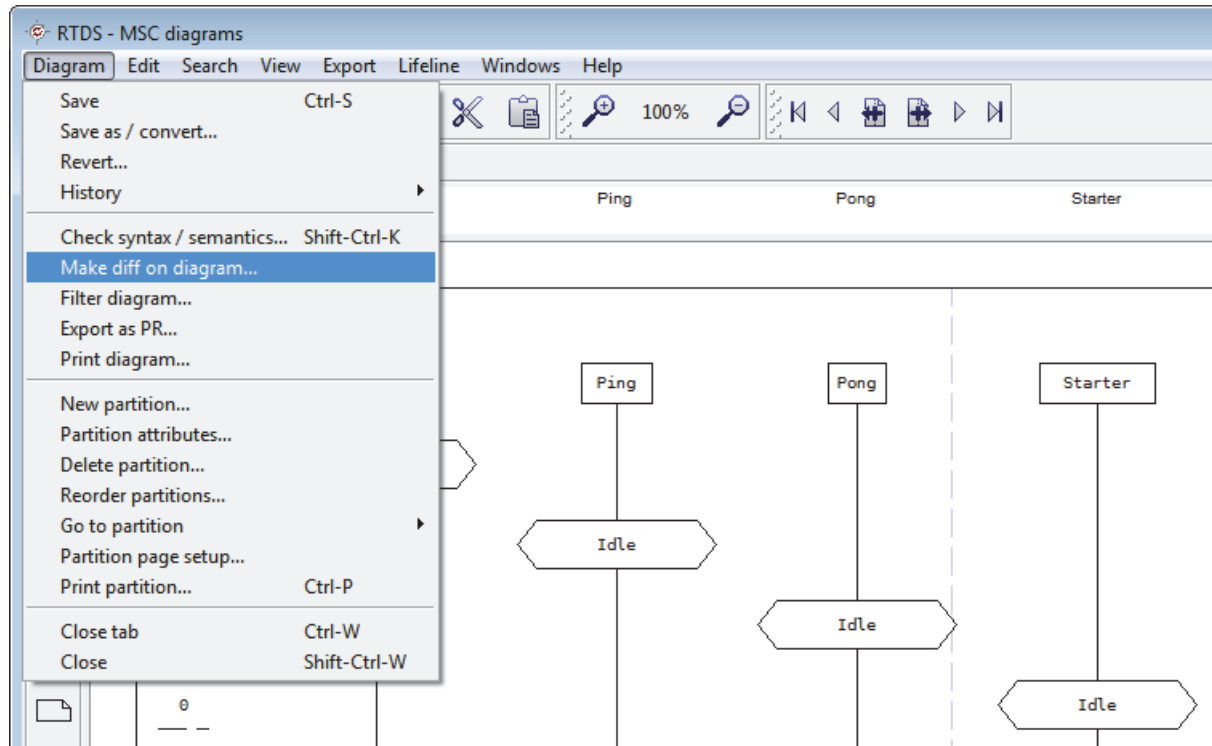 RTDS - MSC diagrams
Diagram Edit Search View Export Lifeline Windows Help
100%
Save Ctrl-S
Save as / convert...
Revert...
History
Check syntax / semantics... Shift-Ctrl-K
Make diff on diagram...
Filter diagram...
Export as PR...
Print diagram...
New partition...
Partition attributes...
Delete partition...
Reorder partitions...
Go to partition
Partition page setup...
Print partition... Ctrl-P
Close tab Ctrl-W
Close Shift-Ctrl-W
Ping Pong Starter
Ping Pong Starter
Idle
Idle
Idle
0